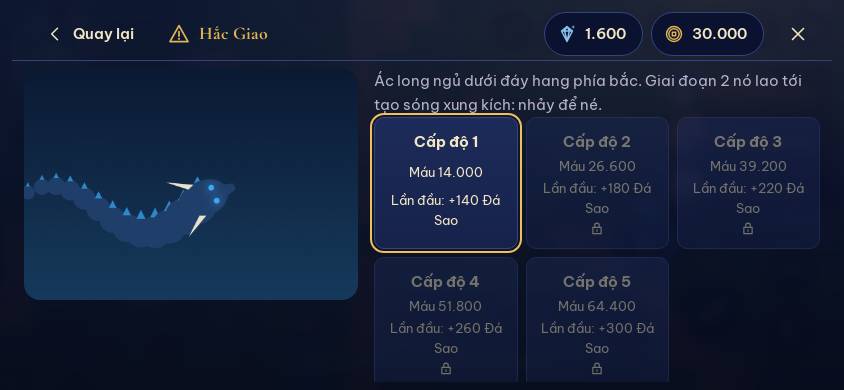 Quay lại
Hắc Giao
1.600
30.000
Ác long ngủ dưới đáy hang phía bắc. Giai đoạn 2 nó lao tới
tạo sóng xung kích: nhảy để né.
Cấp độ 1
Máu 14.000
Lần đầu: +140 Đá
Sao
Cấp độ 2
Máu 26.600
Lần đầu: +180 Đá
Sao
Cấp độ 3
Máu 39.200
Lần đầu: +220 Đá
Sao
Cấp độ 4
Máu 51.800
Lần đầu: +260 Đá
Sao
Cấp độ 5
Máu 64.400
Lần đầu: +300 Đá
Sao